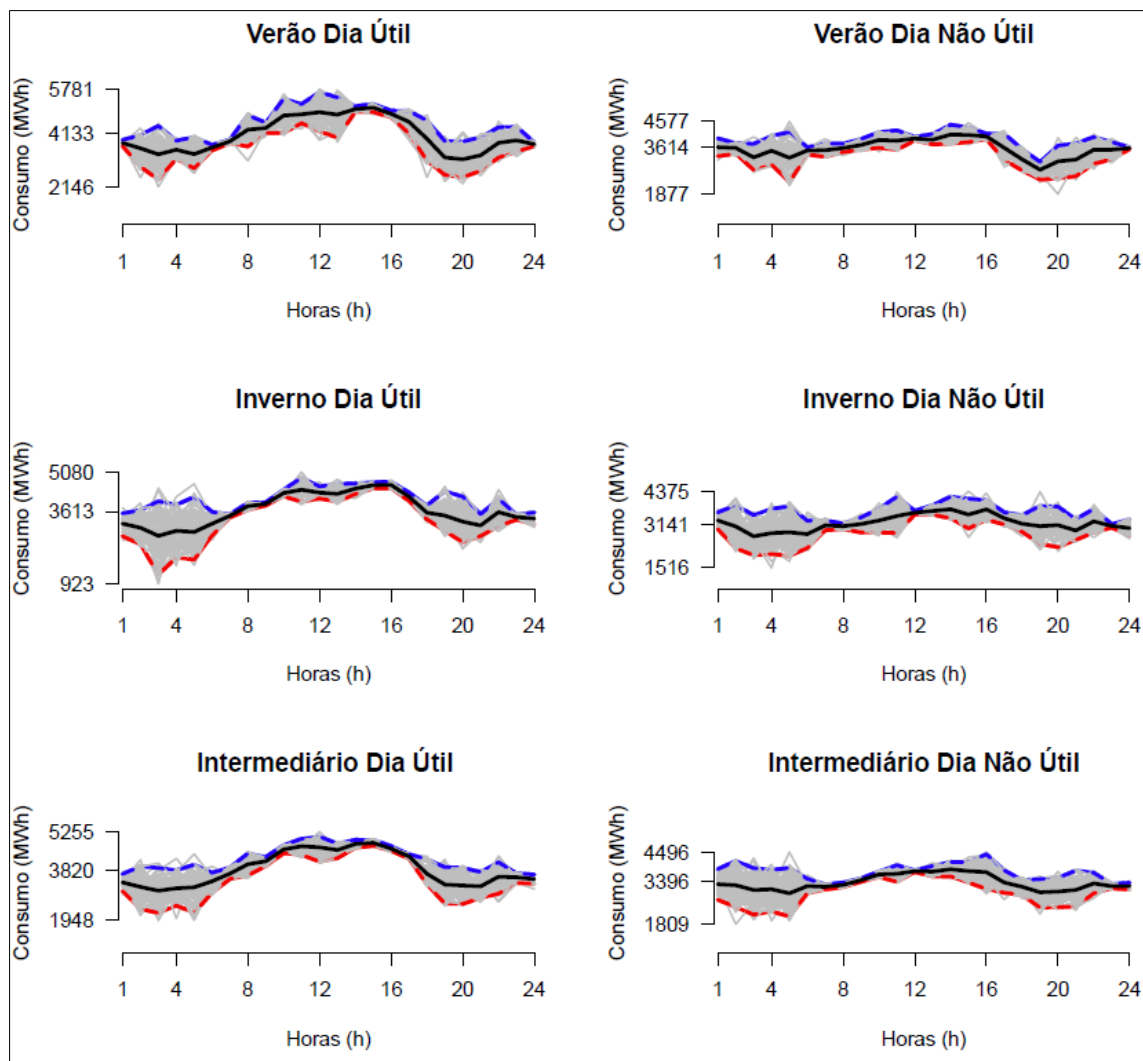 Verão Dia Útil
Consumo (MWh)
5781
4133
2146
1 4 8 12 16 20 24
Horas (h)
Verão Dia Não Útil
Consumo (MWh)
4577
3614
1877
1 4 8 12 16 20 24
Horas (h)
Inverno Dia Útil
Consumo (MWh)
5080
3613
923
1 4 8 12 16 20 24
Horas (h)
Inverno Dia Não Útil
Consumo (MWh)
4375
3141
1516
1 4 8 12 16 20 24
Horas (h)
Intermediário Dia Útil
Consumo (MWh)
5255
3820
1948
1 4 8 12 16 20 24
Horas (h)
Intermediário Dia Não Útil
Consumo (MWh)
4496
3396
1809
1 4 8 12 16 20 24
Horas (h)